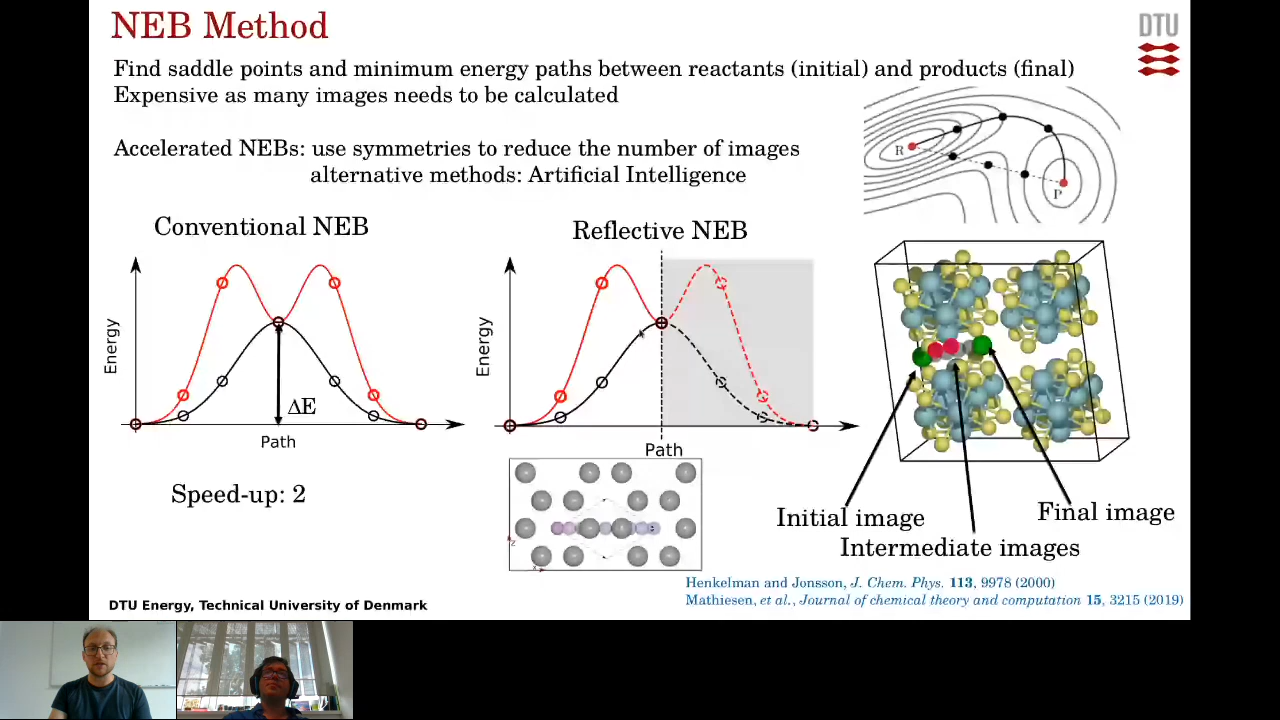 NEB Method
DTU
Find saddle points and minimum energy paths between reactants (initial) and products (final)
Expensive as many images needs to be calculated
Accelerated NEBs: use symmetries to reduce the number of images
alternative methods: Artificial Intelligence
R
P
Conventional NEB
Reflective NEB
Energy
ΔE
Path
Energy
Path
Speed-up: 2
z
x
Initial image
Final image
Intermediate images
Henkelman and Jonsson, J. Chem. Phys. 113, 9978 (2000)
Mathiesen, et al., Journal of chemical theory and computation 15, 3215 (2019)
DTU Energy, Technical University of Denmark